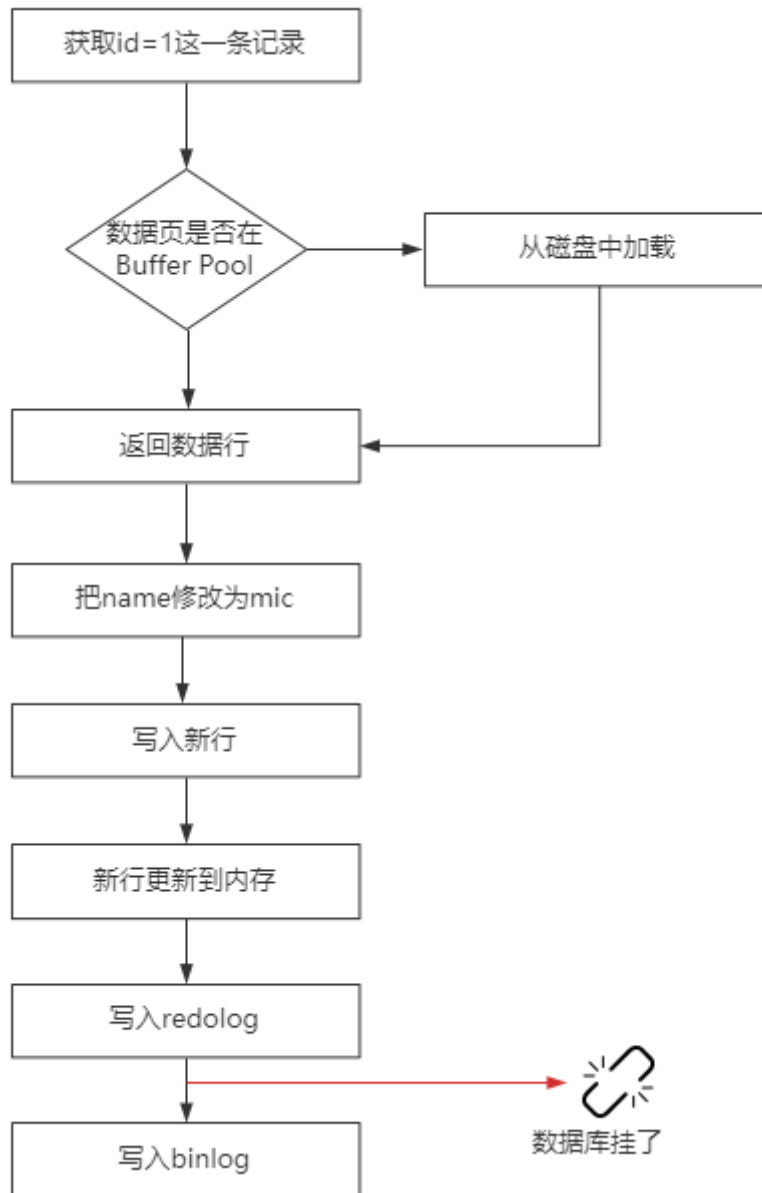 获取id=1这一条记录
数据页是否在
Buffer Pool
从磁盘中加载
返回数据行
把name修改为mic
写入新行
新行更新到内存
写入redolog
数据库挂了
写入binlog